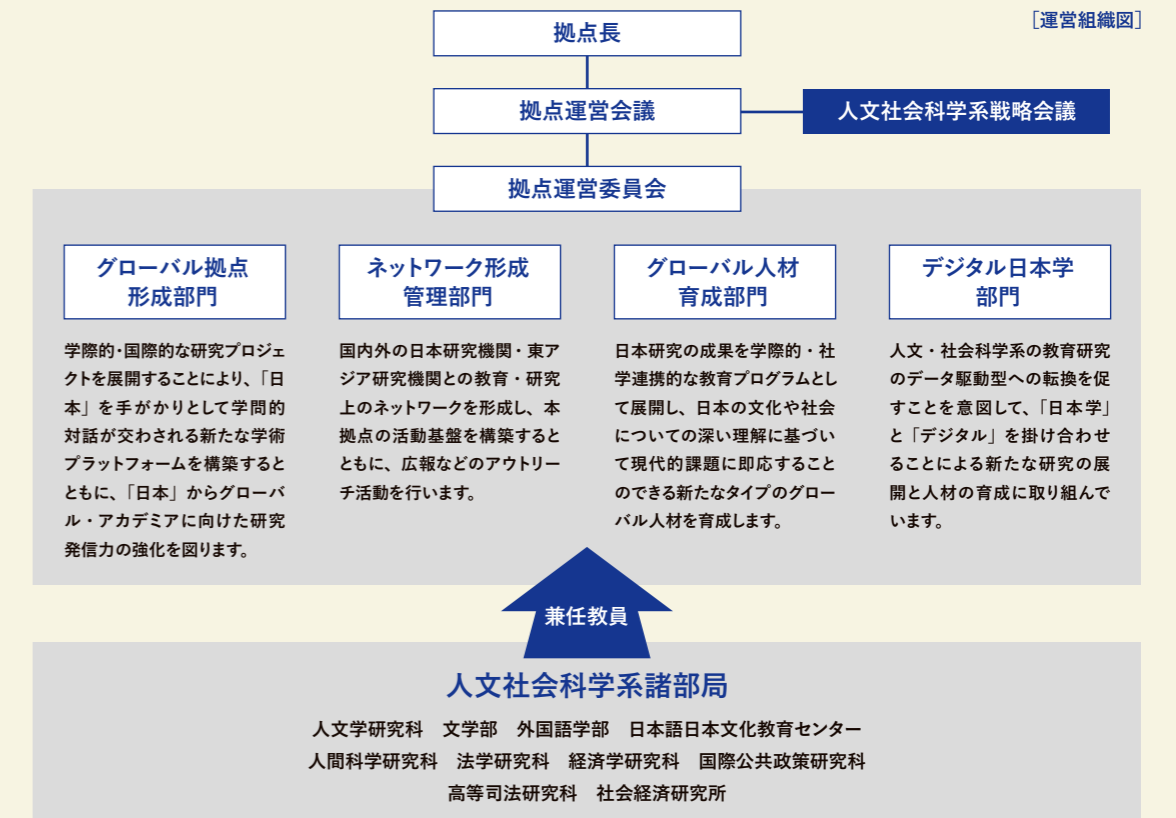 ［運営組織図］
拠点長
拠点運営会議
人文社会科学系戦略会議
拠点運営委員会
グローバル拠点
形成部門
学際的・国際的な研究プロジェ
クトを展開することにより、「日
本」を手がかりとして学問的
対話が交わされる新たな学術
プラットフォームを構築すると
ともに、「日本」からグローバ
ル・アカデミアに向けた研究
発信力の強化を図ります。
ネットワーク形成
管理部門
国内外の日本研究機関・東ア
ジア研究機関との教育・研究
上のネットワークを形成し、本
拠点の活動基盤を構築すると
ともに、広報などのアウトリー
チ活動を行います。
グローバル人材
育成部門
日本研究の成果を学際的・社
学連携的な教育プログラムとし
て展開し、日本の文化や社会
についての深い理解に基づい
て現代的課題に即応すること
のできる新たなタイプのグロー
バル人材を育成します。
デジタル日本学
部門
人文・社会科学系の教育研究
のデータ駆動型への転換を促
すことを意図して、「日本学」
と「デジタル」を掛け合わせ
ることによる新たな研究の展
開と人材の育成に取り組んで
います。
兼任教員
人文社会科学系諸部局
人文学研究科　文学部　外国語学部　日本語日本文化教育センター
人間科学研究科　法学研究科　経済学研究科　国際公共政策研究科
高等司法研究科　社会経済研究所